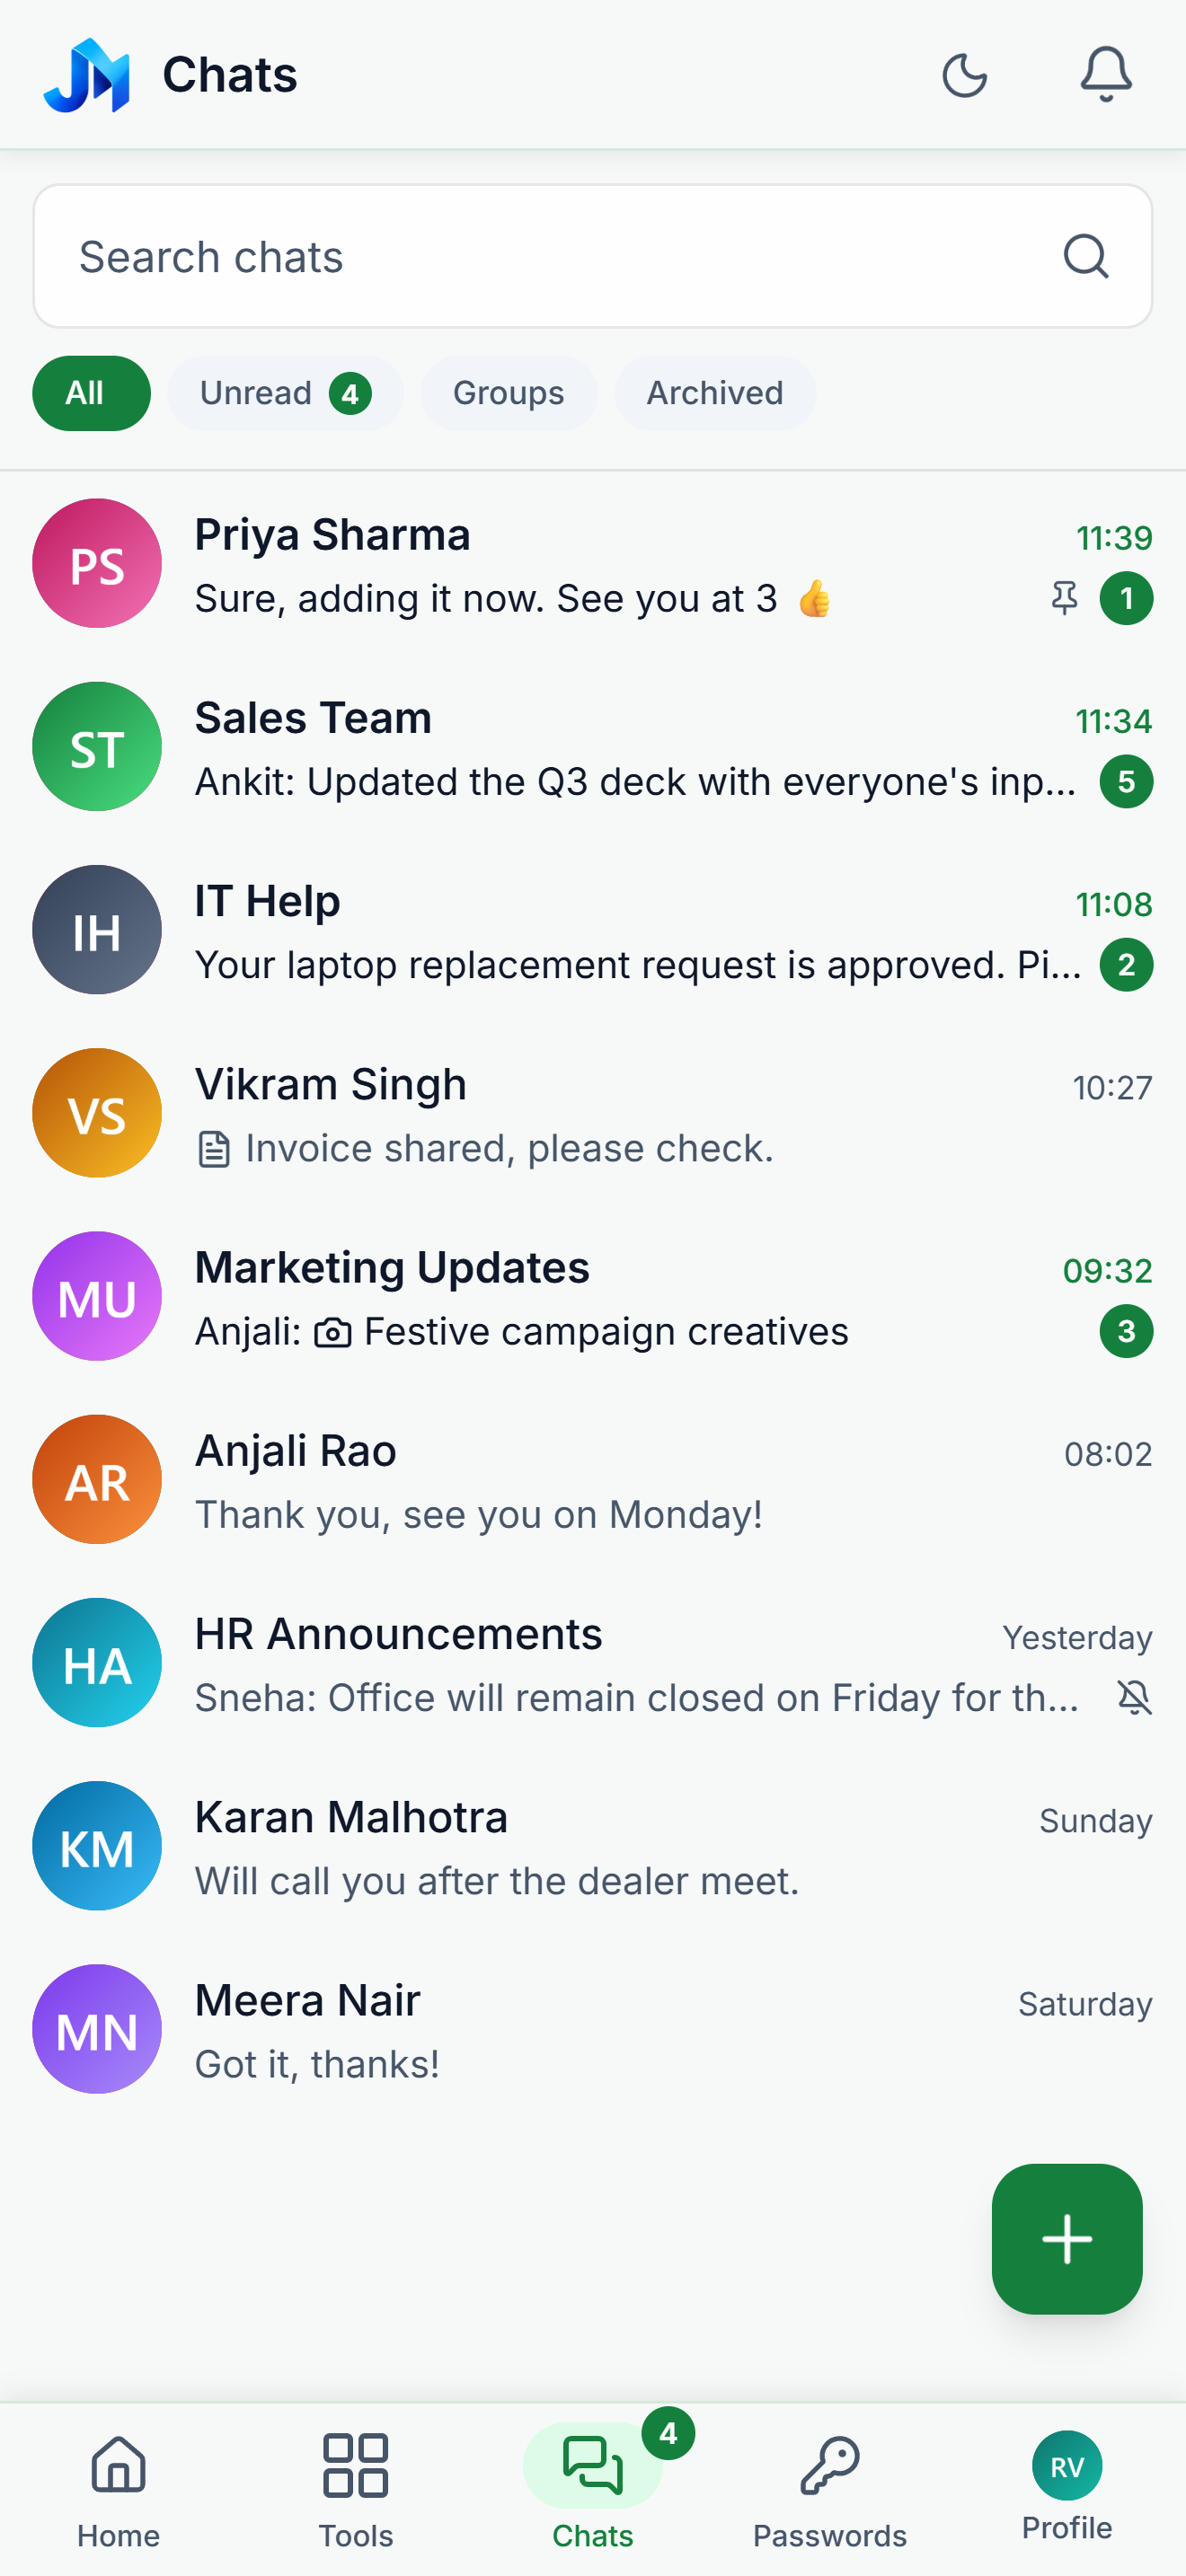 JM Chats
Search chats
All Unread 4 Groups Archived
PS Priya Sharma 11:39
Sure, adding it now. See you at 3 👍 1
ST Sales Team 11:34
Ankit: Updated the Q3 deck with everyone's inp... 5
IH IT Help 11:08
Your laptop replacement request is approved. Pi... 2
VS Vikram Singh 10:27
Invoice shared, please check.
MU Marketing Updates 09:32
Anjali: Festive campaign creatives 3
AR Anjali Rao 08:02
Thank you, see you on Monday!
HA HR Announcements Yesterday
Sneha: Office will remain closed on Friday for th...
KM Karan Malhotra Sunday
Will call you after the dealer meet.
MN Meera Nair Saturday
Got it, thanks!
4 RV
Home Tools Chats Passwords Profile